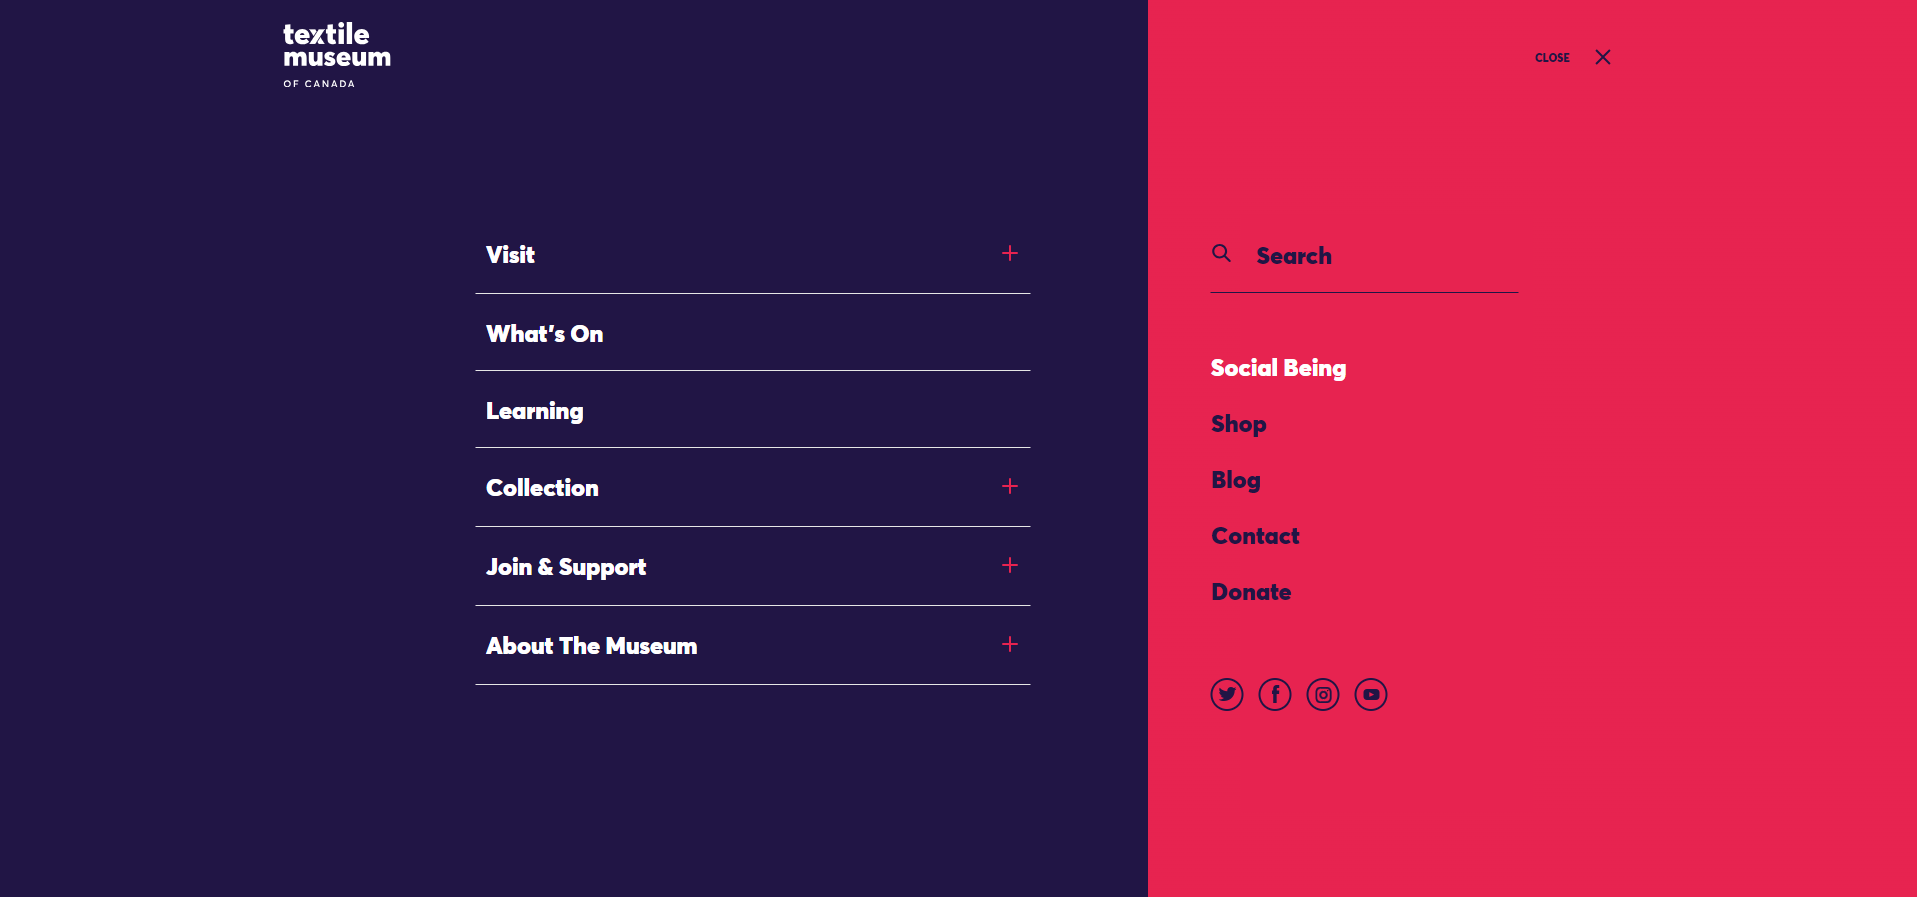 textile
museum
OF CANADA
CLOSE
Visit
What's On
Learning
Collection
Join & Support
About The Museum
Search
Social Being
Shop
Blog
Contact
Donate